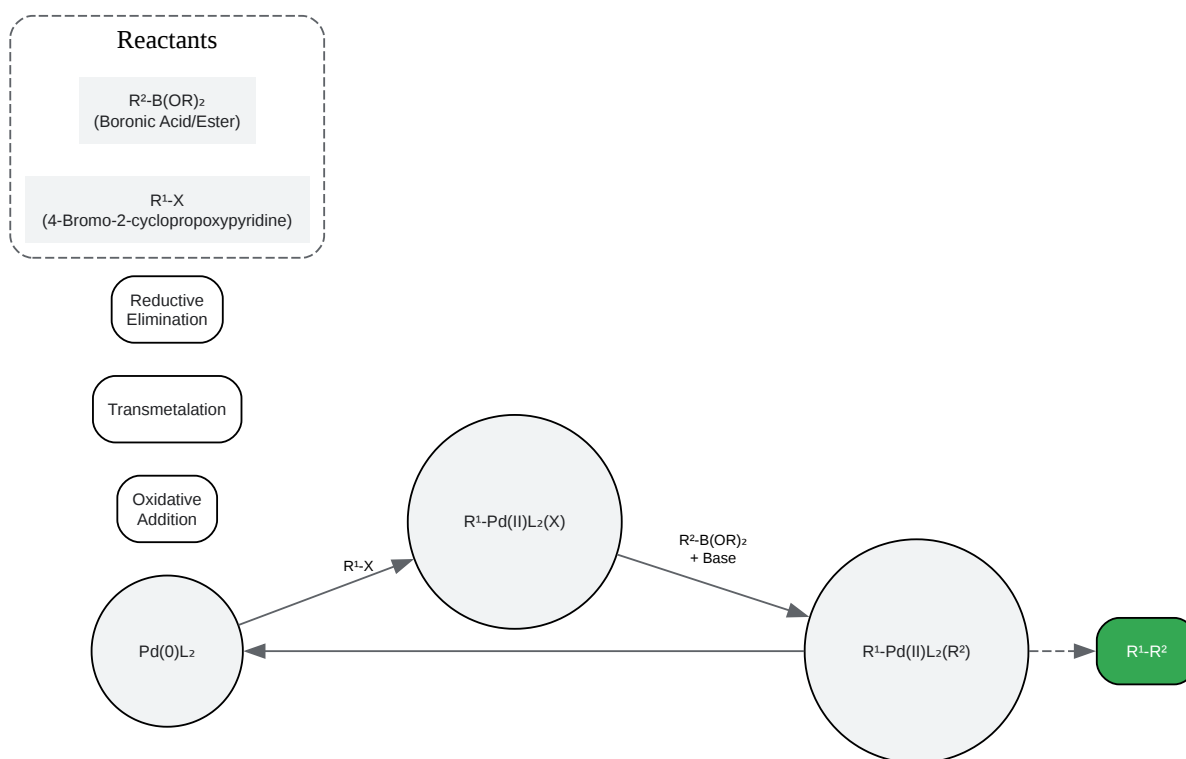 Reactants
R²-B(OR)₂
(Boronic Acid/Ester)
R¹-X
(4-Bromo-2-cyclopropoxypyridine)
Reductive
Elimination
Transmetalation
Oxidative
Addition
R¹-Pd(II)L₂(X)
R²-B(OR)₂
+ Base
R¹-X
Pd(0)L₂
R¹-Pd(II)L₂(R²)
R¹-R²